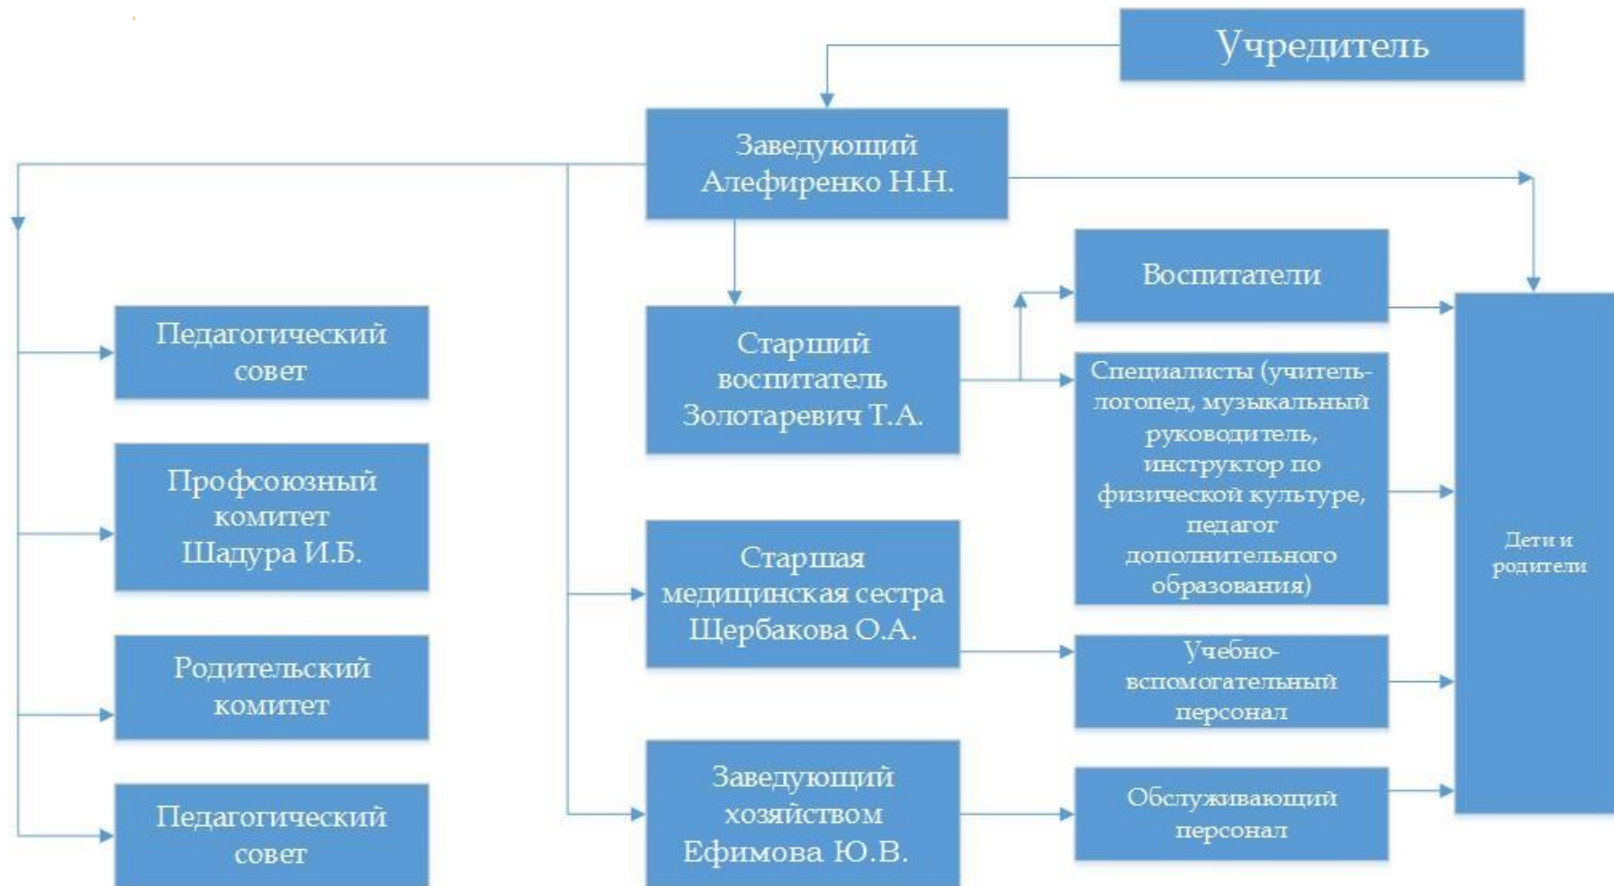 Учредитель
Заведующий
Алефиренко Н.Н.
Педагогический
совет
Профсоюзный
комитет
Шадура И.Б.
Родительский
комитет
Педагогический
совет
Старший
воспитатель
Золотаревич Т.А.
Старшая
медицинская сестра
Щербакова О.А.
Заведующий
хозяйством
Ефимова Ю.В.
Воспитатели
Специалисты (учитель-
логопед, музыкальный
руководитель,
инструктор по
физической культуре,
педагог
дополнительного
образования)
Учебно-
вспомогательный
персонал
Обслуживающий
персонал
Дети и
родители